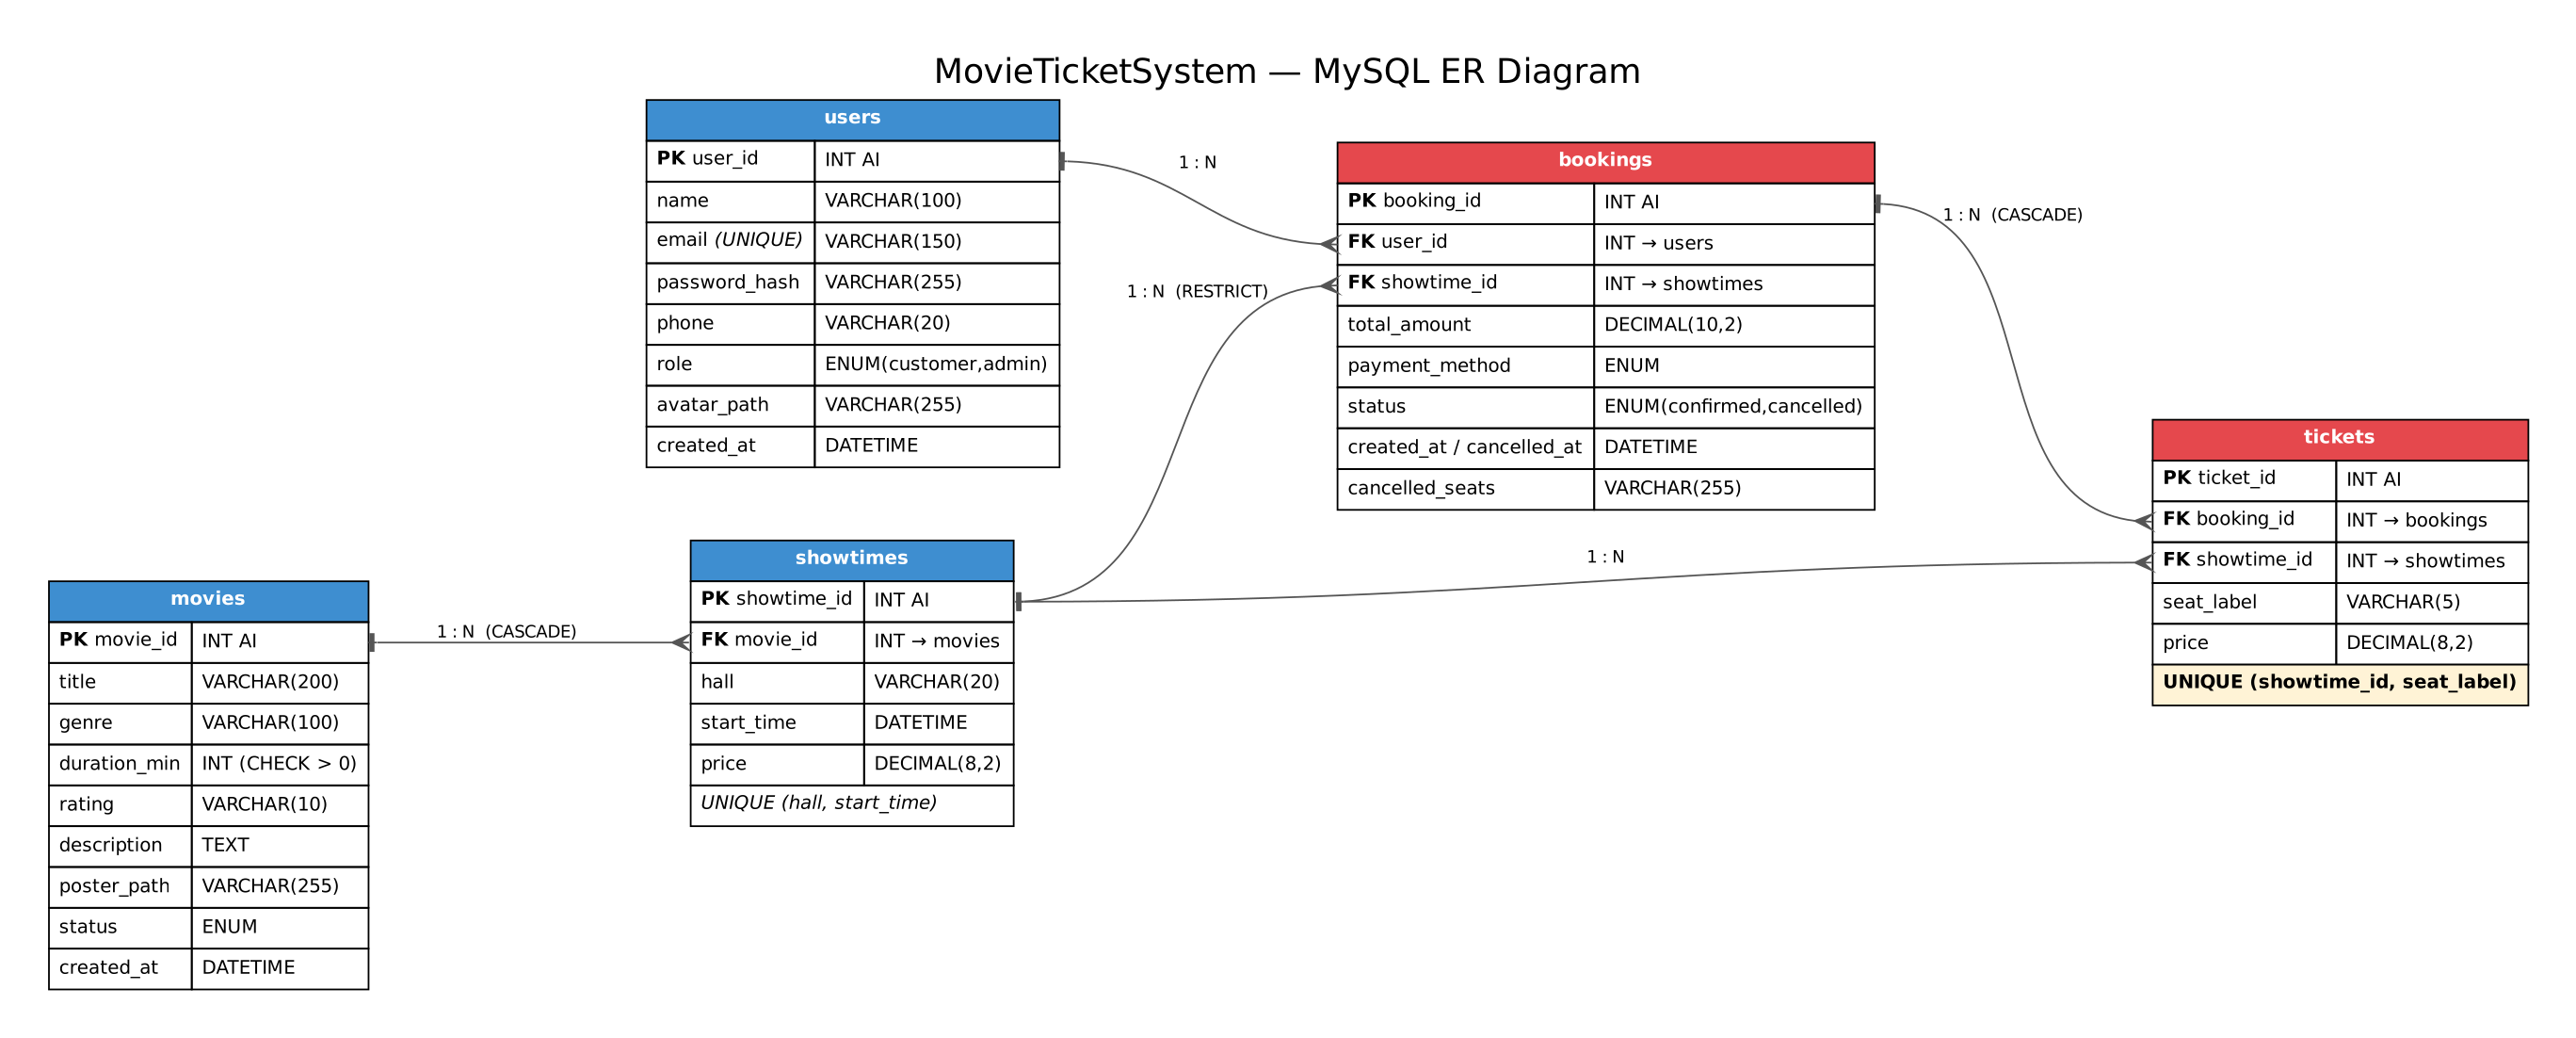 MovieTicketSystem — MySQL ER Diagram
users
PK user_id INT AI
name VARCHAR(100)
email (UNIQUE) VARCHAR(150)
password_hash VARCHAR(255)
phone VARCHAR(20)
role ENUM(customer,admin)
avatar_path VARCHAR(255)
created_at DATETIME
1 : N
bookings
PK booking_id INT AI
FK user_id INT → users
FK showtime_id INT → showtimes
total_amount DECIMAL(10,2)
payment_method ENUM
status ENUM(confirmed,cancelled)
created_at / cancelled_at DATETIME
cancelled_seats VARCHAR(255)
1 : N (RESTRICT)
1 : N (CASCADE)
tickets
PK ticket_id INT AI
FK booking_id INT → bookings
FK showtime_id INT → showtimes
seat_label VARCHAR(5)
price DECIMAL(8,2)
UNIQUE (showtime_id, seat_label)
1 : N
showtimes
PK showtime_id INT AI
FK movie_id INT → movies
hall VARCHAR(20)
start_time DATETIME
price DECIMAL(8,2)
UNIQUE (hall, start_time)
1 : N (CASCADE)
movies
PK movie_id INT AI
title VARCHAR(200)
genre VARCHAR(100)
duration_min INT (CHECK > 0)
rating VARCHAR(10)
description TEXT
poster_path VARCHAR(255)
status ENUM
created_at DATETIME